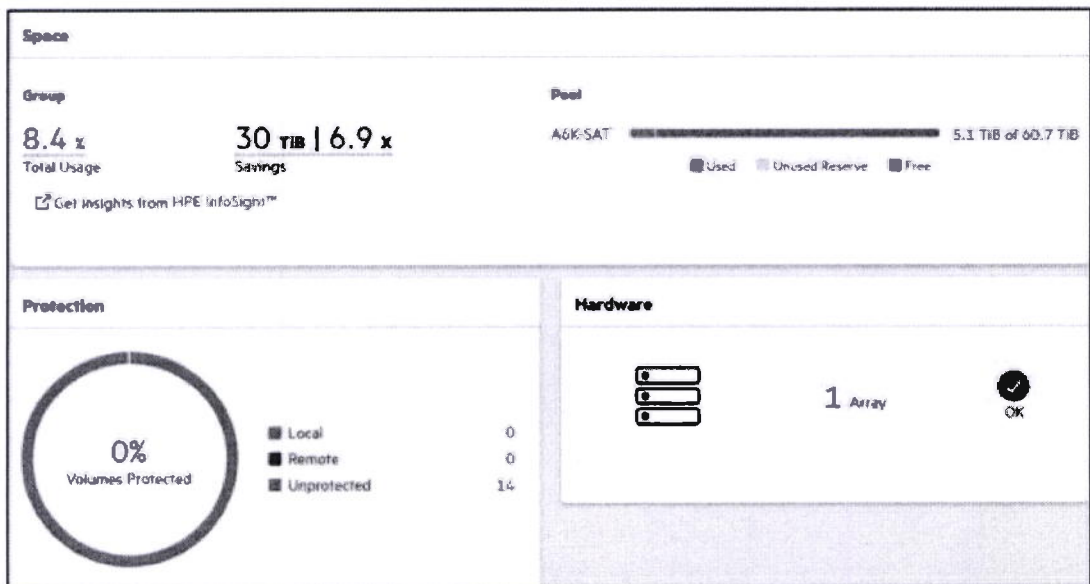 Space
Group
8.4 %
Total Usage
30 TiB | 6.9 x
Savings
Get insights from HPE InfoSight™
Pool
A6K-SAT
5.1 TiB of 60.7 TiB
Used
Unused Reserve
Free
Protection
0%
Volumes Protected
Local 0
Remote 0
Unprotected 14
Hardware
1 Array
OK